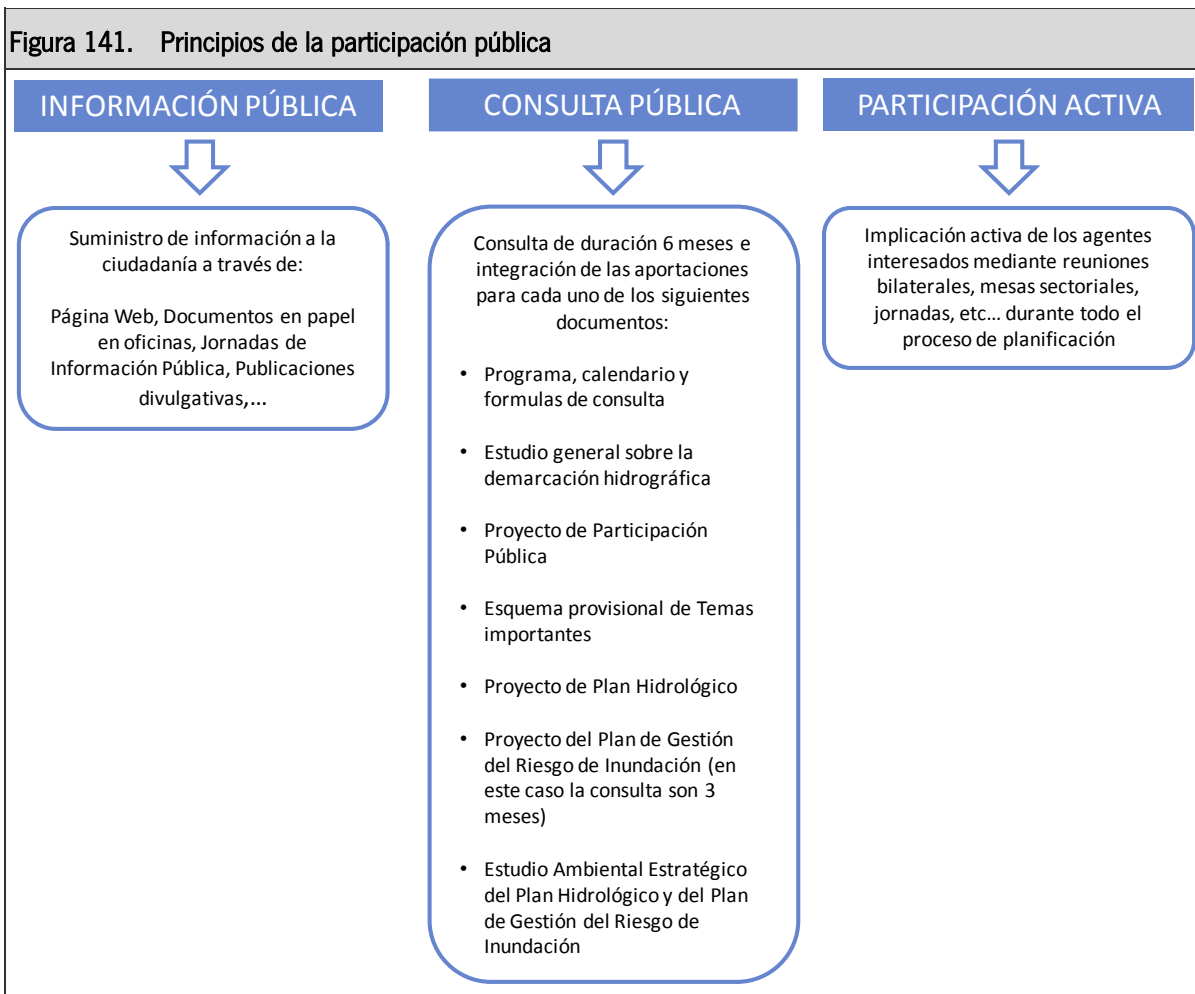 Figura 141. Principios de la participación pública
INFORMACIÓN PÚBLICA
Suministro de información a la
ciudadanía a través de:
Página Web, Documentos en papel
en oficinas, Jornadas de
Información Pública, Publicaciones
divulgativas,...
CONSULTA PÚBLICA
Consulta de duración 6 meses e
integración de las aportaciones
para cada uno de los siguientes
documentos:
• Programa, calendario y
formulas de consulta
• Estudio general sobre la
demarcación hidrográfica
• Proyecto de Participación
Pública
• Esquema provisional de Temas
importantes
• Proyecto de Plan Hidrológico
• Proyecto del Plan de Gestión
del Riesgo de Inundación (en
este caso la consulta son 3
meses)
• Estudio Ambiental Estratégico
del Plan Hidrológico y del Plan
de Gestión del Riesgo de
Inundación
PARTICIPACIÓN ACTIVA
Implicación activa de los agentes
interesados mediante reuniones
bilaterales, mesas sectoriales,
jornadas, etc... durante todo el
proceso de planificación